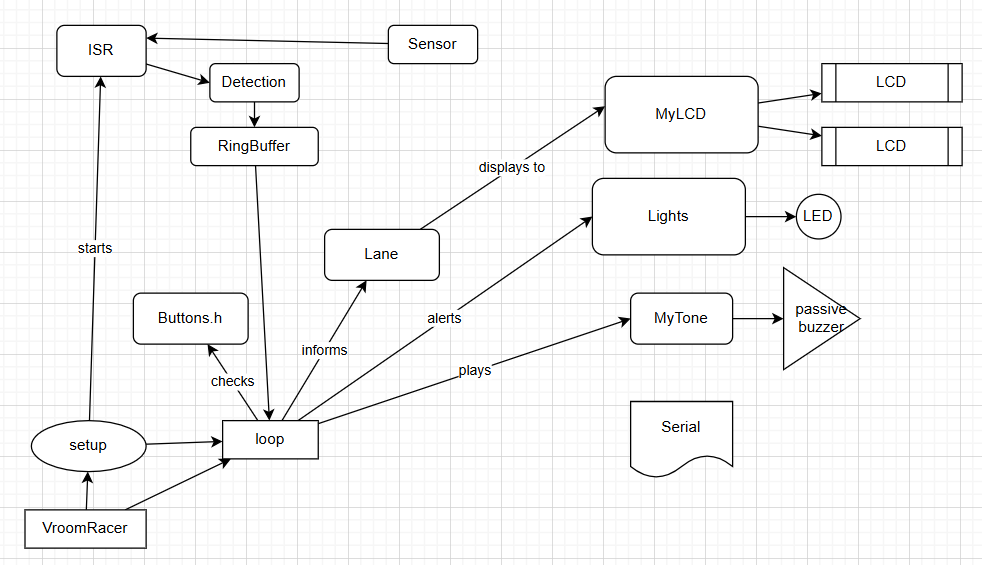 ISR
Sensor
Detection
RingBuffer
MyLCD
LCD
LCD
displays to
Lights
LED
starts
Lane
Buttons.h
alerts
MyTone
passive
buzzer
informs
checks
plays
setup
loop
Serial
VroomRacer